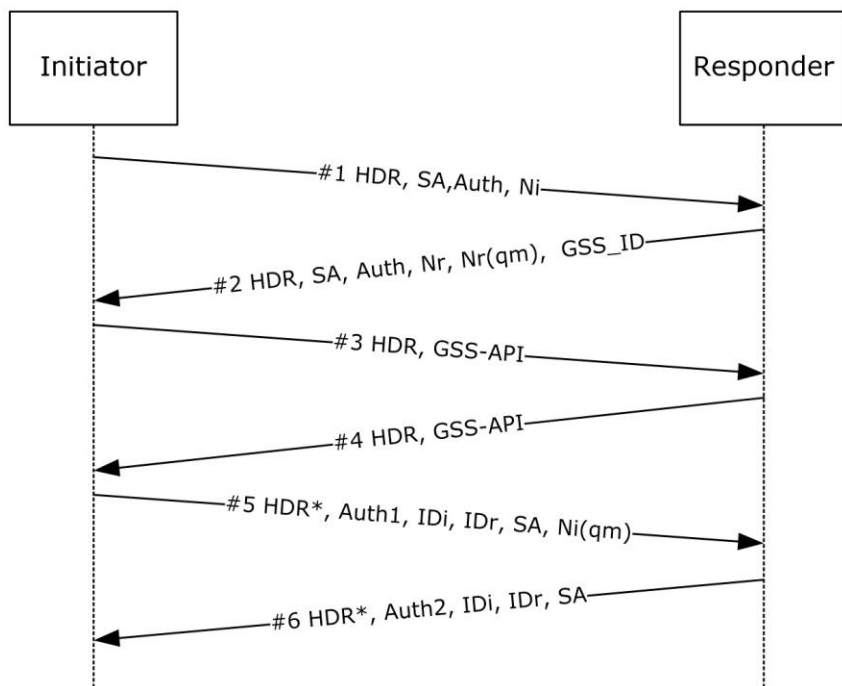 Initiator
Responder
#1 HDR, SA,Auth, Ni
#2 HDR, SA, Auth, Nr, Nr(qm), GSS_ID
#3 HDR, GSS-API
#4 HDR, GSS-API
#5 HDR*, Auth1, IDi, IDr, SA, Ni(qm)
#6 HDR*, Auth2, IDi, IDr, SA